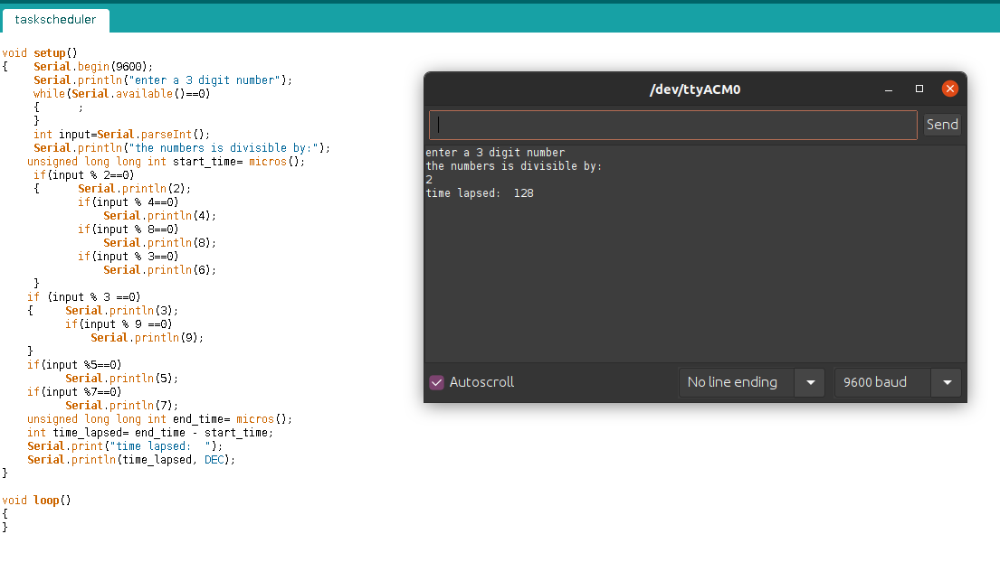 taskscheduler
void setup()
{    Serial.begin(9600);
     Serial.println("enter a 3 digit number");
     while(Serial.available()==0)
     {      ;
     }
     int input=Serial.parseInt();
     Serial.println("the numbers is divisible by:");
    unsigned long long int start_time= micros();
     if(input % 2==0)
     {      Serial.println(2);
            if(input % 4==0)
                Serial.println(4);
            if(input % 8==0)
                Serial.println(8);
            if(input % 3==0)
                Serial.println(6);
     }
    if (input % 3 ==0)
    {     Serial.println(3);
          if(input % 9 ==0)
              Serial.println(9);
    }
    if(input %5==0)
          Serial.println(5);
    if(input %7==0)
          Serial.println(7);
    unsigned long long int end_time= micros();
    int time_lapsed= end_time - start_time;
    Serial.print("time lapsed:  ");
    Serial.println(time_lapsed, DEC);
}
void loop()
{
}
/dev/ttyACM0
Send
enter a 3 digit number
the numbers is divisible by:
2
time lapsed:  128
Autoscroll
No line ending
9600 baud